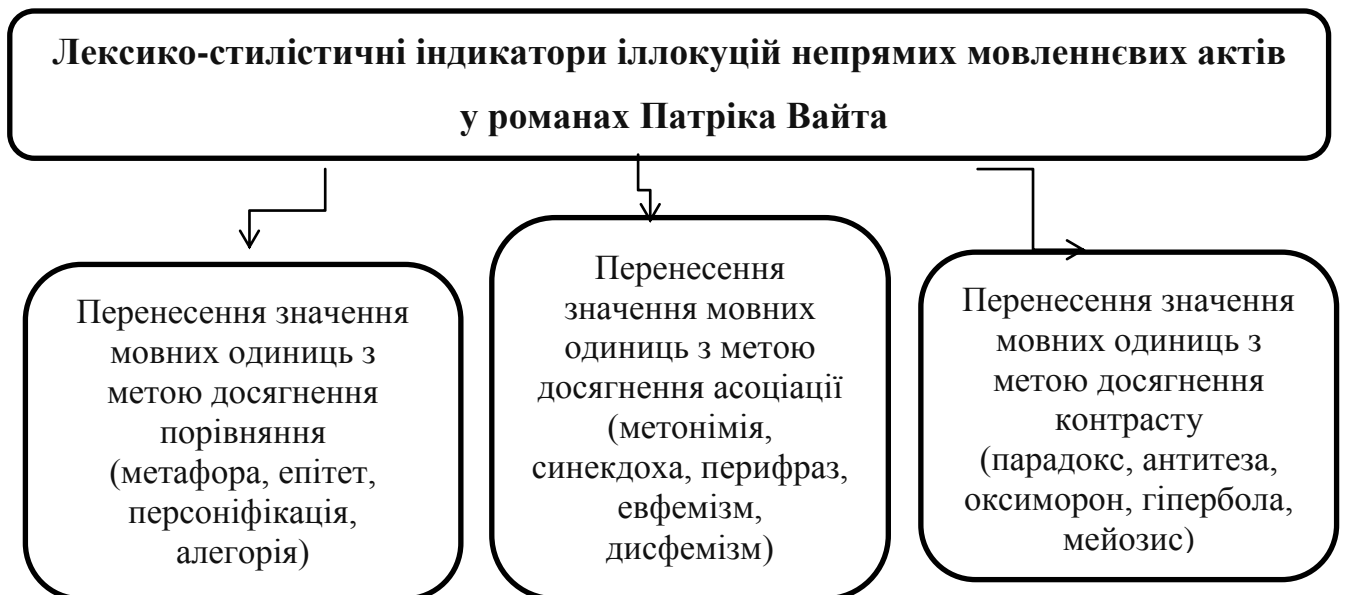 Лексико-стилістичні індикатори іллокуцій непрямих мовленнєвих актів
у романах Патріка Вайта
Перенесення значення
мовних одиниць з
метою досягнення
порівняння
(метафора, епітет,
персоніфікація,
алегорія)
Перенесення
значення мовних
одиниць з метою
досягнення асоціації
(метонімія,
синекдоха, перифраз,
евфемізм,
дисфемізм)
Перенесення значення
мовних одиниць з
метою досягнення
контрасту
(парадокс, антитеза,
оксиморон, гіпербола,
мейозис)